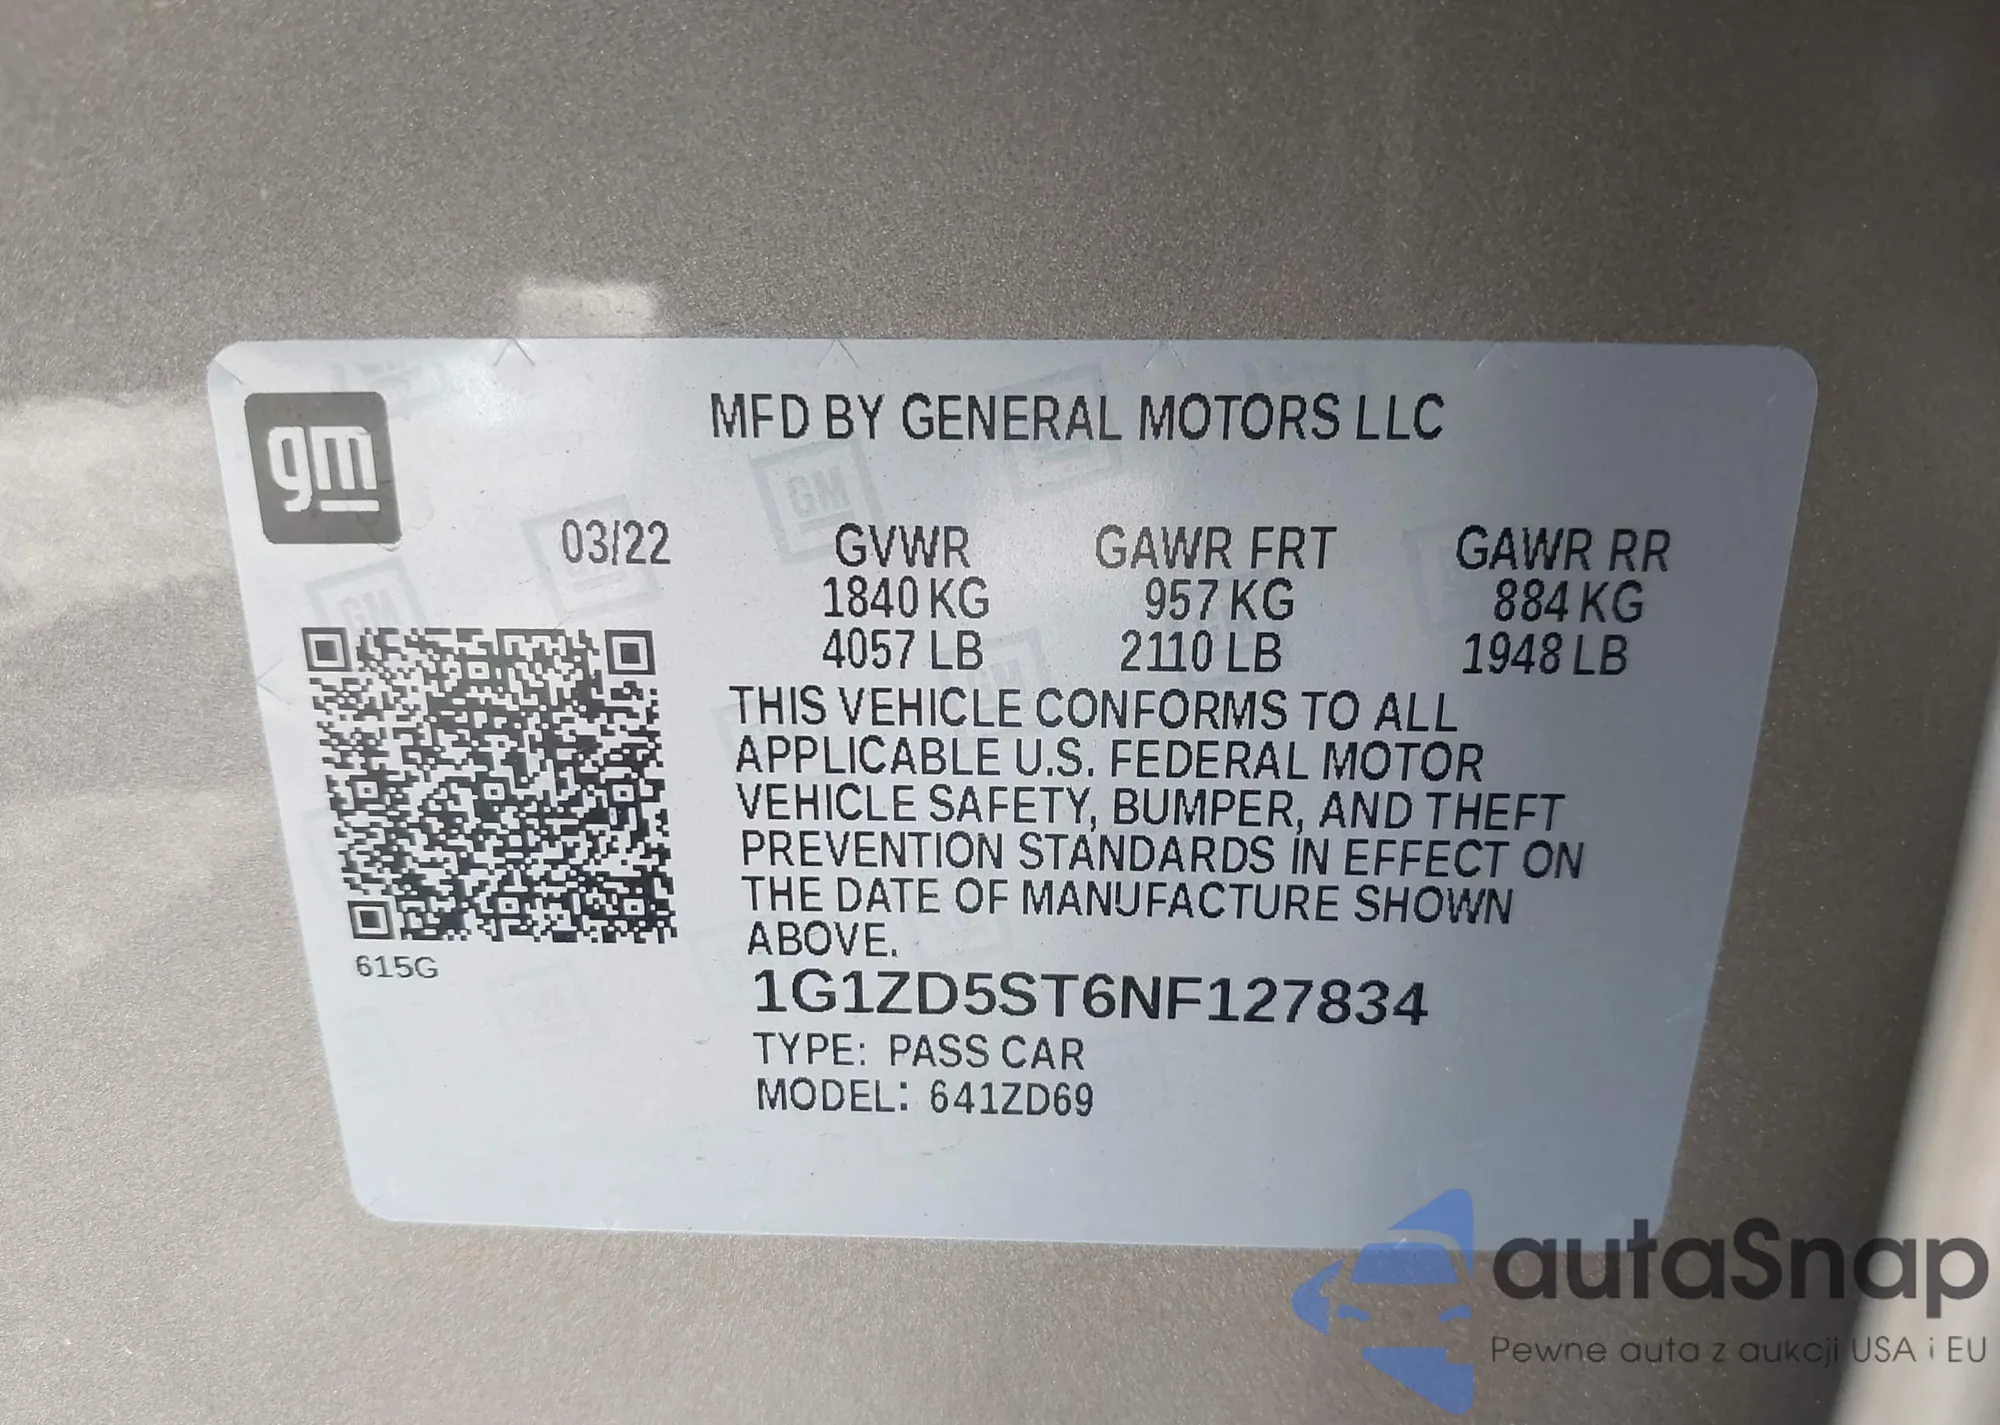 gm
MFD BY GENERAL MOTORS LLC
03/22 GVWR GAWR FRT GAWR RR
1840 KG 957 KG 884 KG
4057 LB 2110 LB 1948 LB
THIS VEHICLE CONFORMS TO ALL
APPLICABLE U.S. FEDERAL MOTOR
VEHICLE SAFETY, BUMPER, AND THEFT
PREVENTION STANDARDS IN EFFECT ON
THE DATE OF MANUFACTURE SHOWN
ABOVE.
615G
1G1ZD5ST6NF127834
TYPE: PASS CAR
MODEL: 641ZD69
GM
GM
GM
autaSnap
Pewne auta z aukcji USA i EU